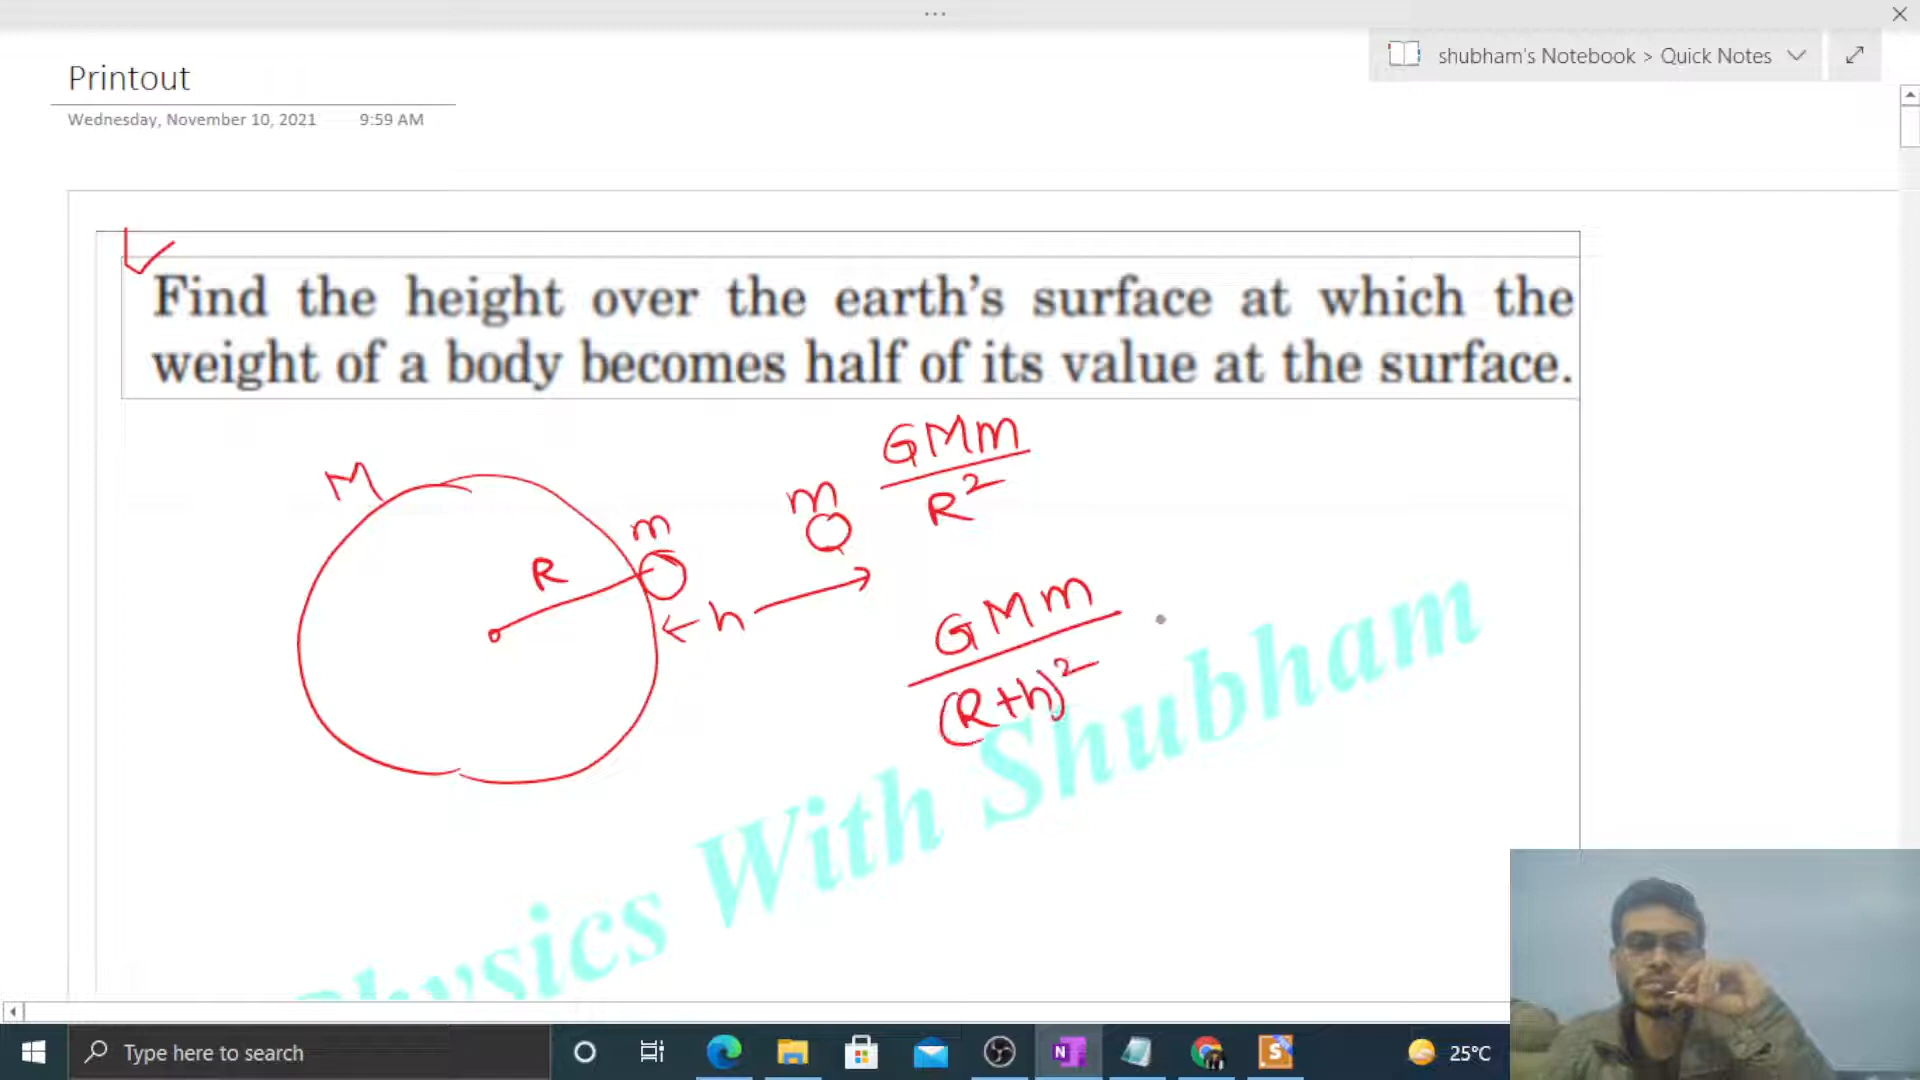 ...
shubham's Notebook > Quick Notes
Printout
Wednesday, November 10, 2021 9:59 AM
Find the height over the earth's surface at which the
weight of a body becomes half of its value at the surface.
M
m
R
h
m
GMm
R²
GMm
(R+h)²
Physics With Shubham
Type here to search
N
S
25°C